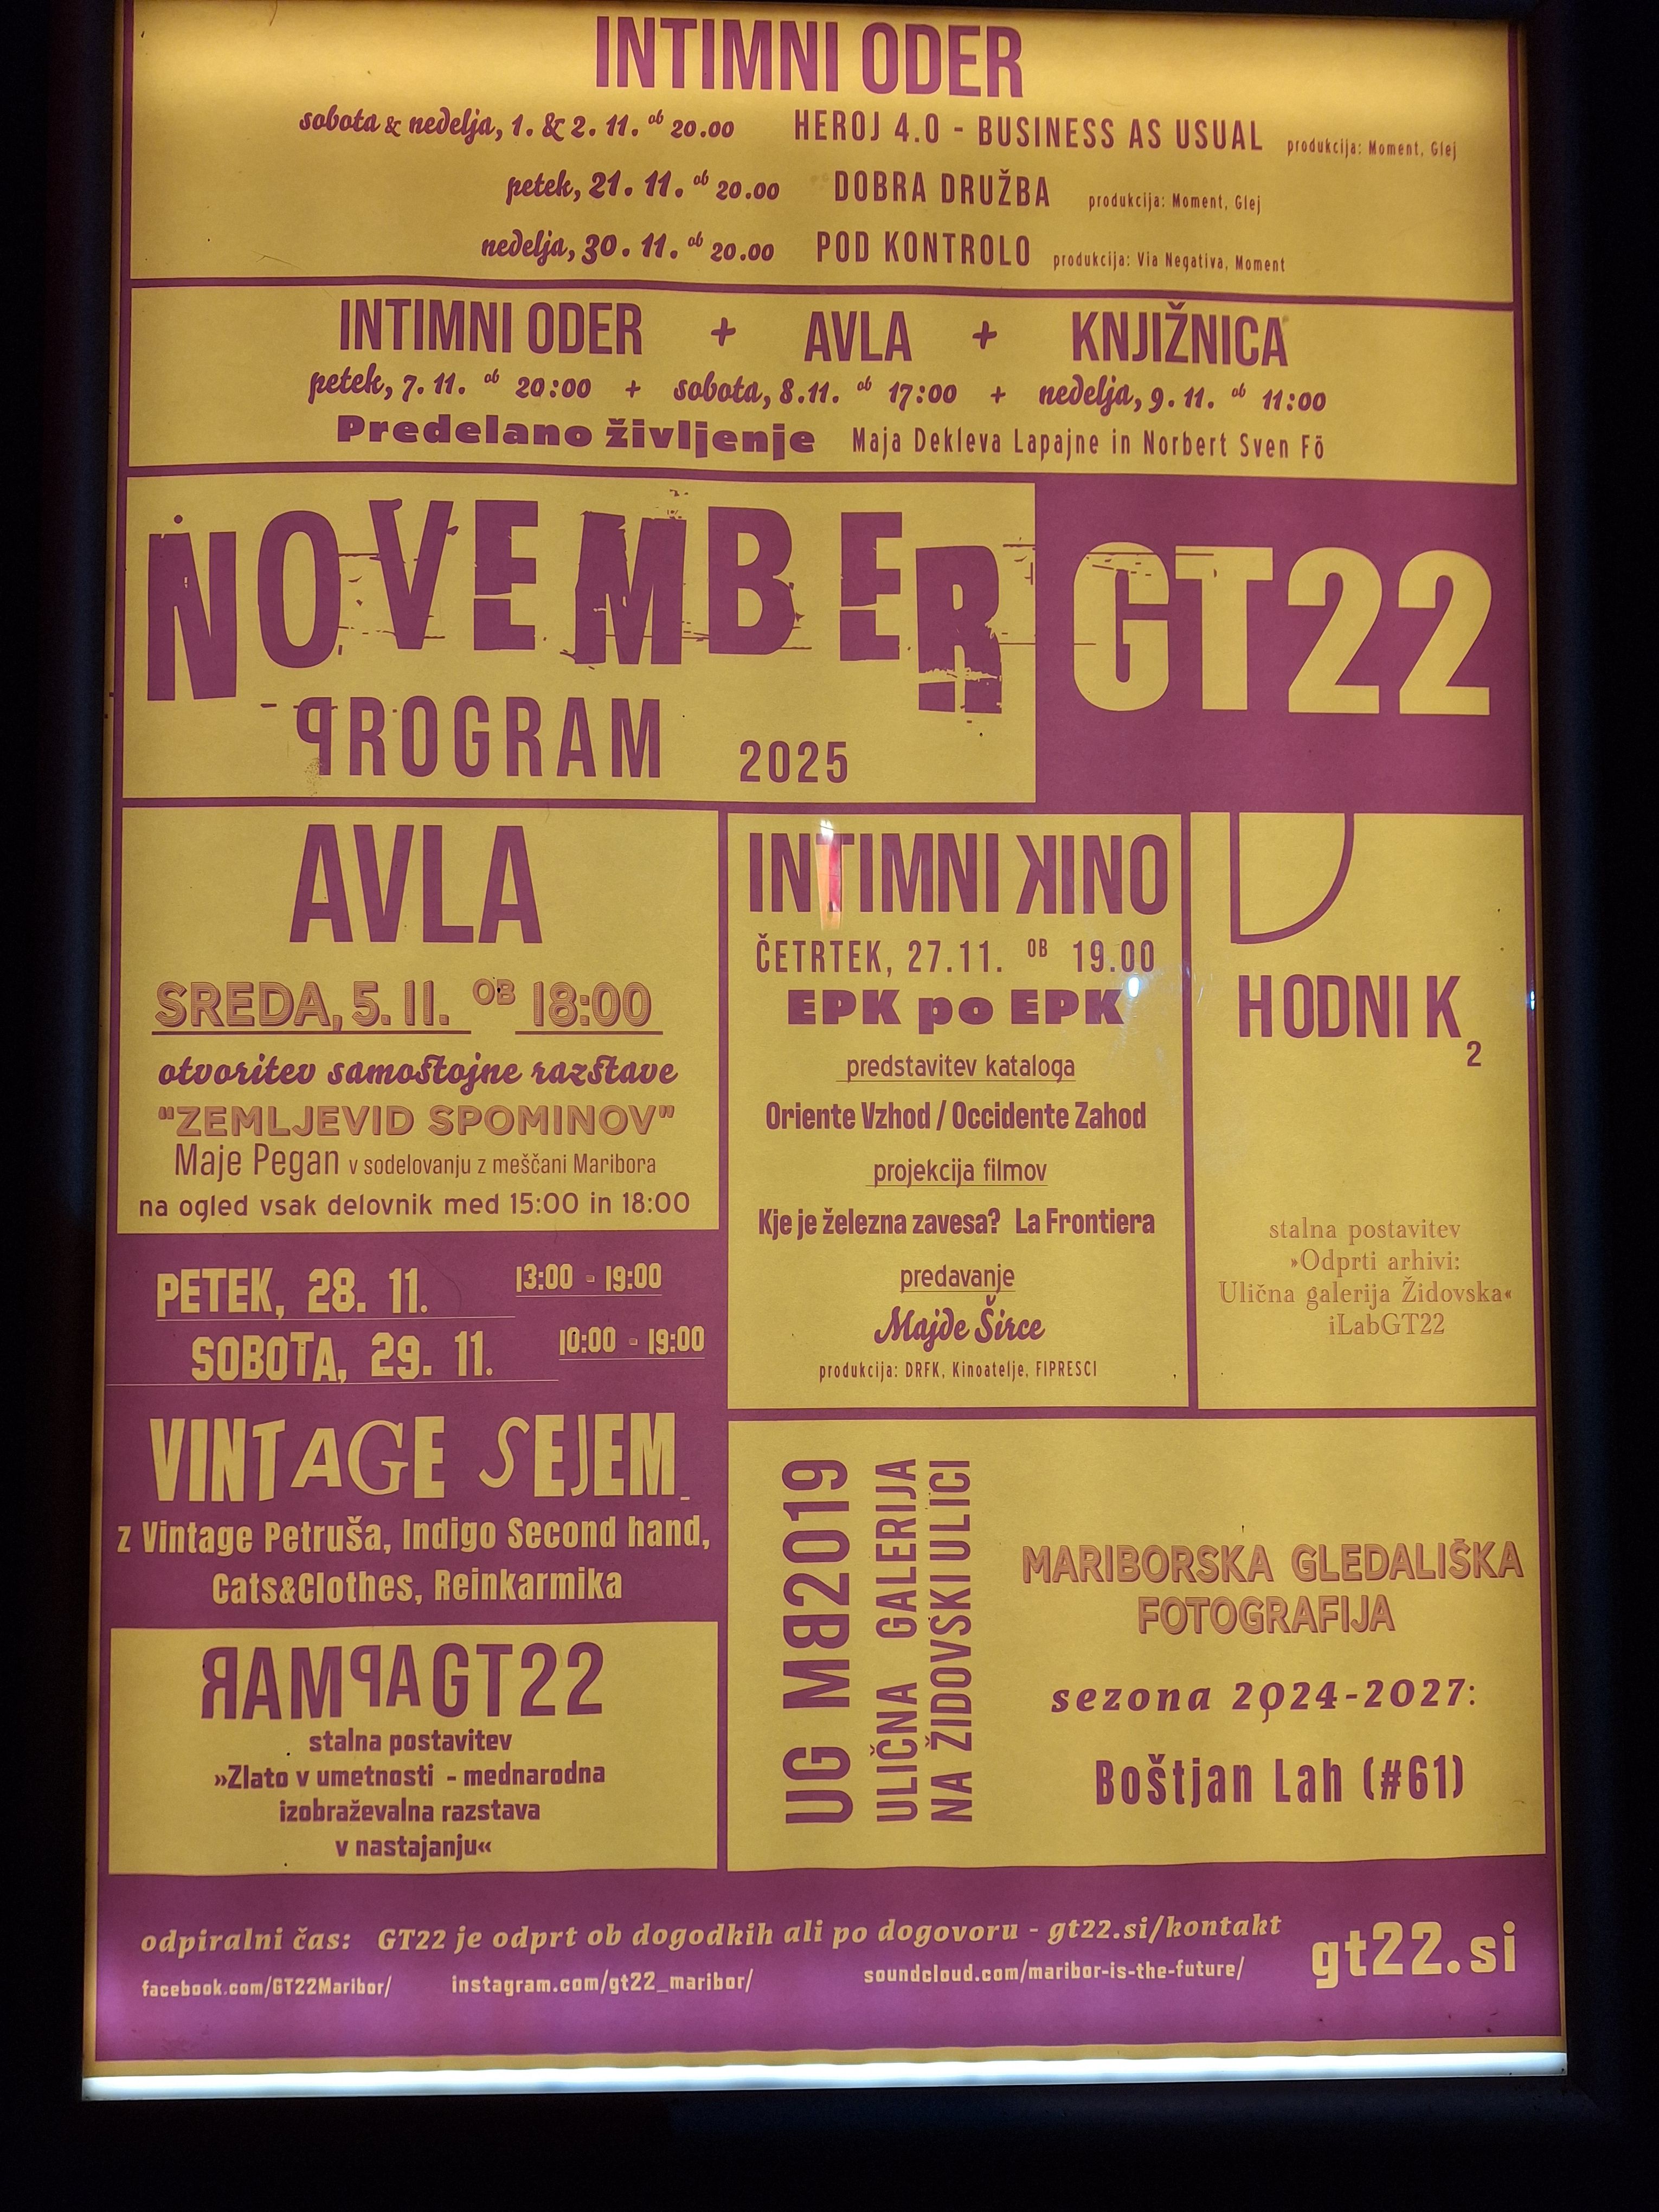 INTIMNI ODER
sobota & nedelja, 1. & 2. 11. ob 20.00 HEROJ 4.0 - BUSINESS AS USUAL produkcija: Moment, Glej
petek, 21. 11. ob 20.00 DOBRA DRUŽBA produkcija: Moment, Glej
nedelja, 30. 11. ob 20.00 POD KONTROLO produkcija: Via Negativa, Moment
INTIMNI ODER + AVLA + KNJIŽNICA
petek, 7. 11. ob 20:00 + sobota, 8.11. ob 17:00 + nedelja, 9. 11. ob 11:00
Predelano življenje Maja Dekleva Lapajne in Norbert Sven Fö
NOVEMBER GT22
PROGRAM 2025
AVLA
SREDA, 5. 11. OB 18:00
otvoritev samostojne razstave
"ZEMLJEVID SPOMINOV"
Maje Pegan v sodelovanju z meščani Maribora
na ogled vsak delovnik med 15:00 in 18:00
PETEK, 28. 11. 13:00 - 19:00
SOBOTA, 29. 11. 10:00 - 19:00
VINTAGE SEJEM
z Vintage Petruša, Indigo Second hand,
Cats&Clothes, Reinkarmika
RAMPAGT22
stalna postavitev
»Zlato v umetnosti - mednarodna
izobraževalna razstava
v nastajanju«
INTIMNI KINO
ČETRTEK, 27.11. OB 19.00
EPK po EPK
predstavitev kataloga
Oriente Vzhod / Occidente Zahod
projekcija filmov
Kje je železna zavesa? La Frontiera
predavanje
Majde Širce
produkcija: DRFK, Kinoatelje, FIPRESCI
HODNIK 2
stalna postavitev
»Odprti arhivi:
Ulična galerija Židovska«
iLabGT22
UG MB2019
ULIČNA GALERIJA
NA ŽIDOVSKI ULICI
MARIBORSKA GLEDALIŠKA
FOTOGRAFIJA
sezona 2024-2027:
Boštjan Lah (#61)
odpiralni čas: GT22 je odprt ob dogodkih ali po dogovoru - gt22.si/kontakt
facebook.com/GT22Maribor/ instagram.com/gt22_maribor/ soundcloud.com/maribor-is-the-future/
gt22.si